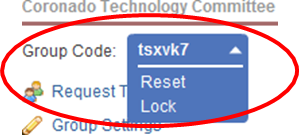 Coronado Technology Committee
Group Code: tsxvk7
Reset
Request T
Lock
Group Settings